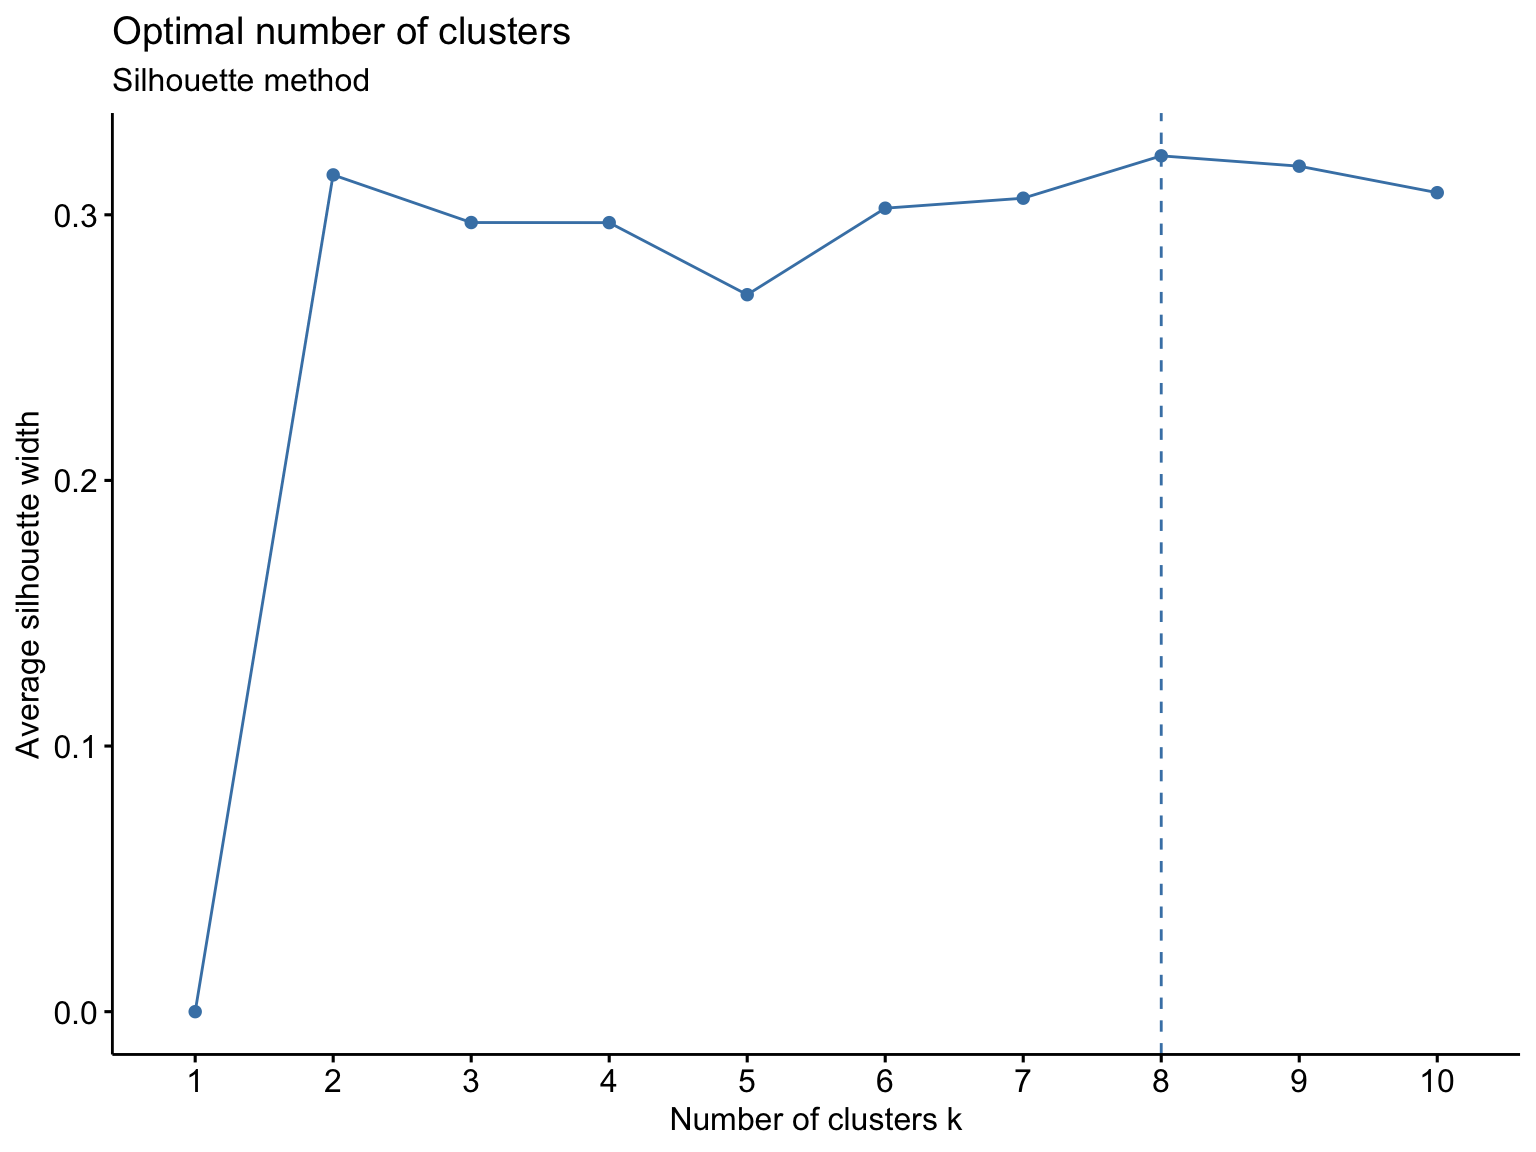 Optimal number of clusters
Silhouette method
Average silhouette width
0.3
0.2
0.1
0.0
1 2 3 4 5 6 7 8 9 10
Number of clusters k